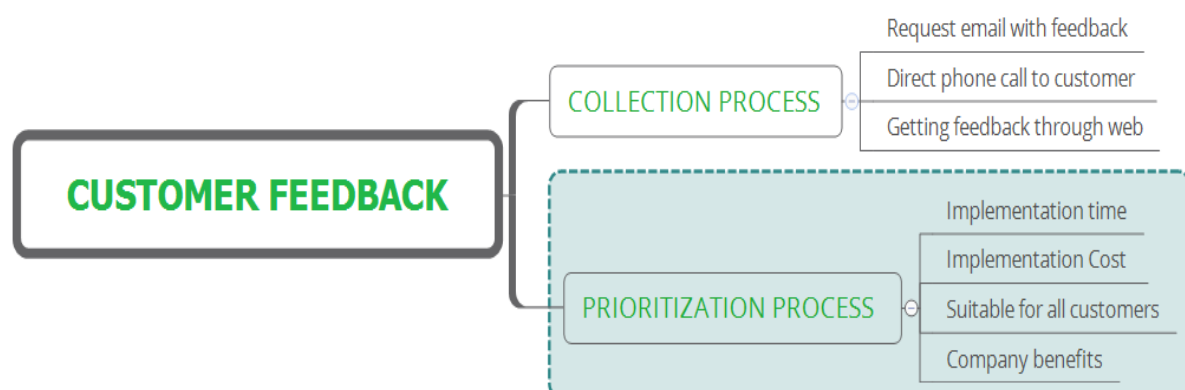 CUSTOMER FEEDBACK
COLLECTION PROCESS
Request email with feedback
Direct phone call to customer
Getting feedback through web
PRIORITIZATION PROCESS
Implementation time
Implementation Cost
Suitable for all customers
Company benefits